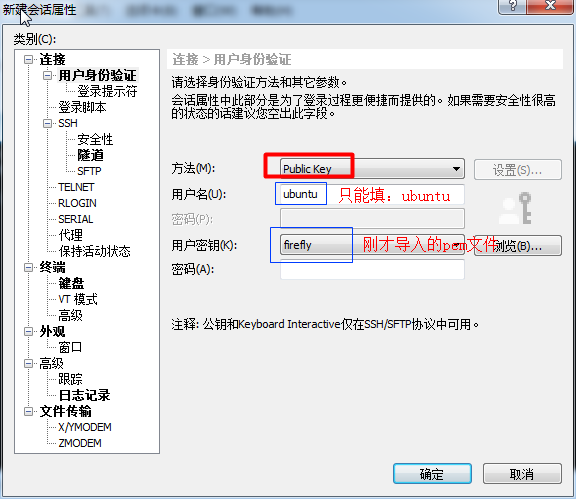 新建会话属性
类别(C):
连接
用户身份验证
登录提示符
登录脚本
SSH
安全性
隧道
SFTP
TELNET
RLOGIN
SERIAL
代理
保持活动状态
终端
键盘
VT 模式
高级
外观
窗口
高级
跟踪
日志记录
文件传输
X/YMODEM
ZMODEM
连接 > 用户身份验证
请选择身份验证方法和其它参数。
会话属性中此部分是为了登录过程更便捷而提供的。如果需要安全性很高
的状态的话建议您空出此字段。
方法(M): Public Key 设置(S)...
用户名(U): ubuntu 只能填：ubuntu
密码(P):
用户密钥(K): firefly 刚才导入的pem文件 浏览(B)...
密码(A):
注释: 公钥和Keyboard Interactive仅在SSH/SFTP协议中可用。
确定 取消